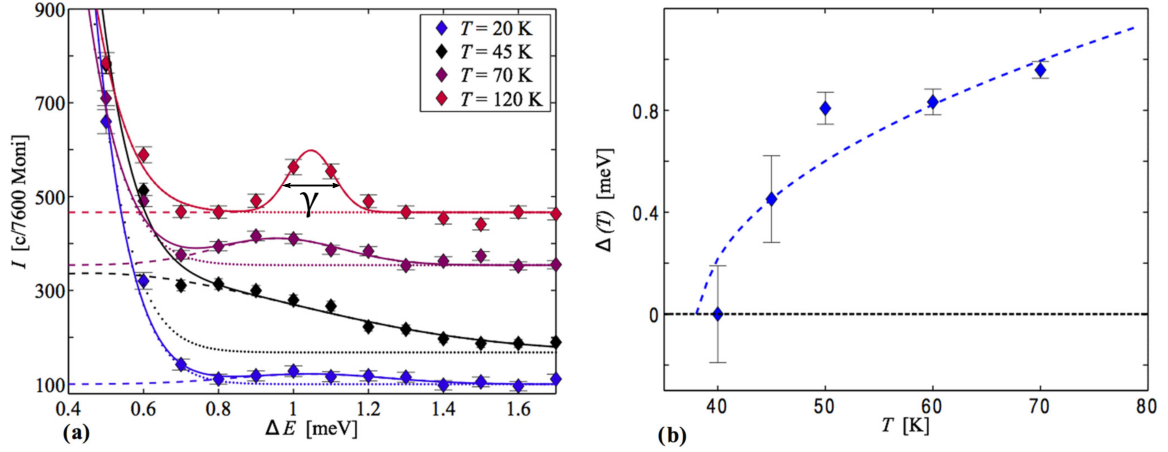 900
700
500
300
100
I [c/7600 Moni]
T = 20 K
T = 45 K
T = 70 K
T = 120 K
γ
0.4 0.6 0.8 1 1.2 1.4 1.6
(a)
Δ E [meV]
0.8
0.4
0
Δ(T) [meV]
40 50 60 70 80
(b)
T [K]